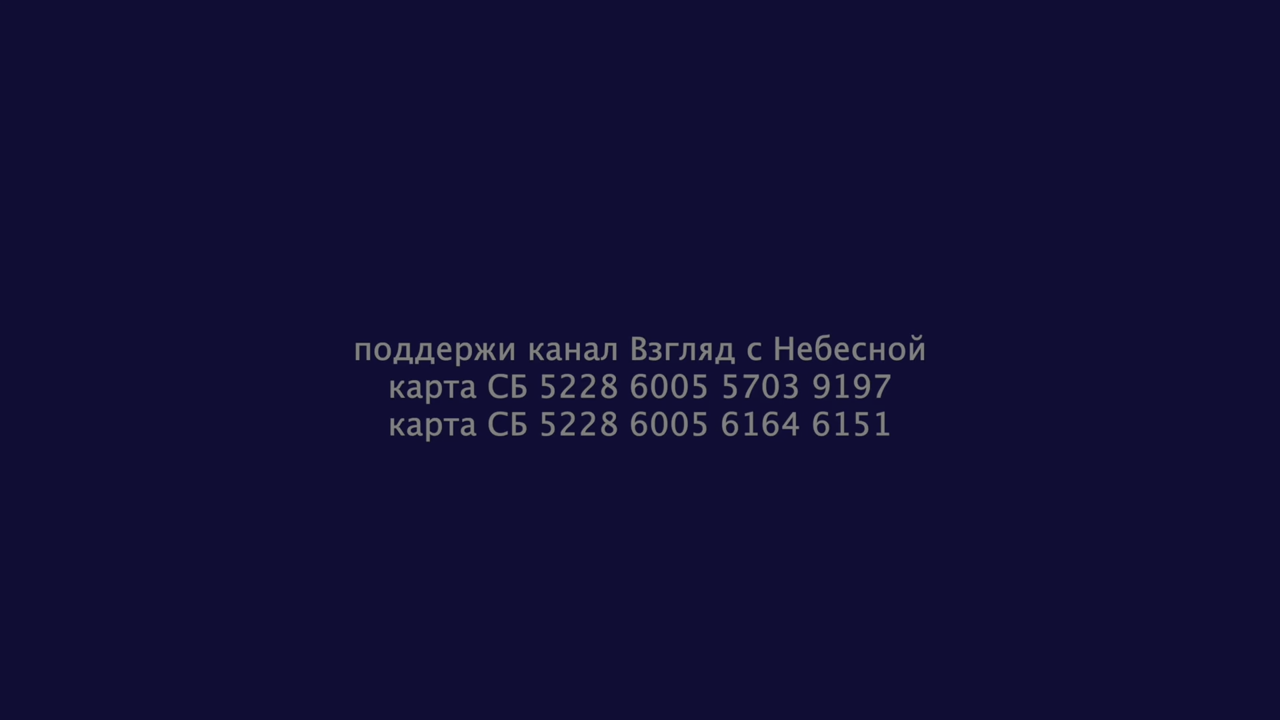 поддержи канал Взгляд с Небесной
карта СБ 5228 6005 5703 9197
карта СБ 5228 6005 6164 6151